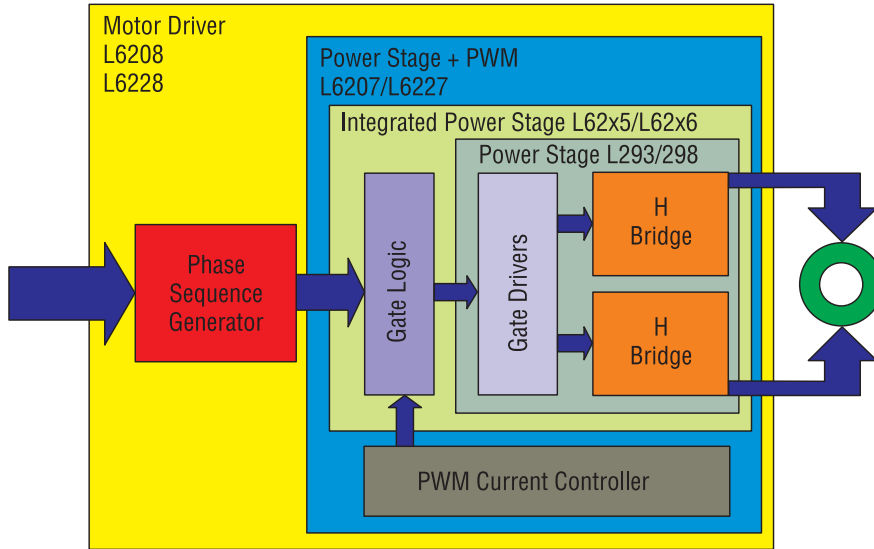 Motor Driver
L6208
L6228
Power Stage + PWM
L6207/L6227
Integrated Power Stage L62x5/L62x6
Power Stage L293/298
Phase
Sequence
Generator
Gate Logic
Gate Drivers
H
Bridge
H
Bridge
PWM Current Controller